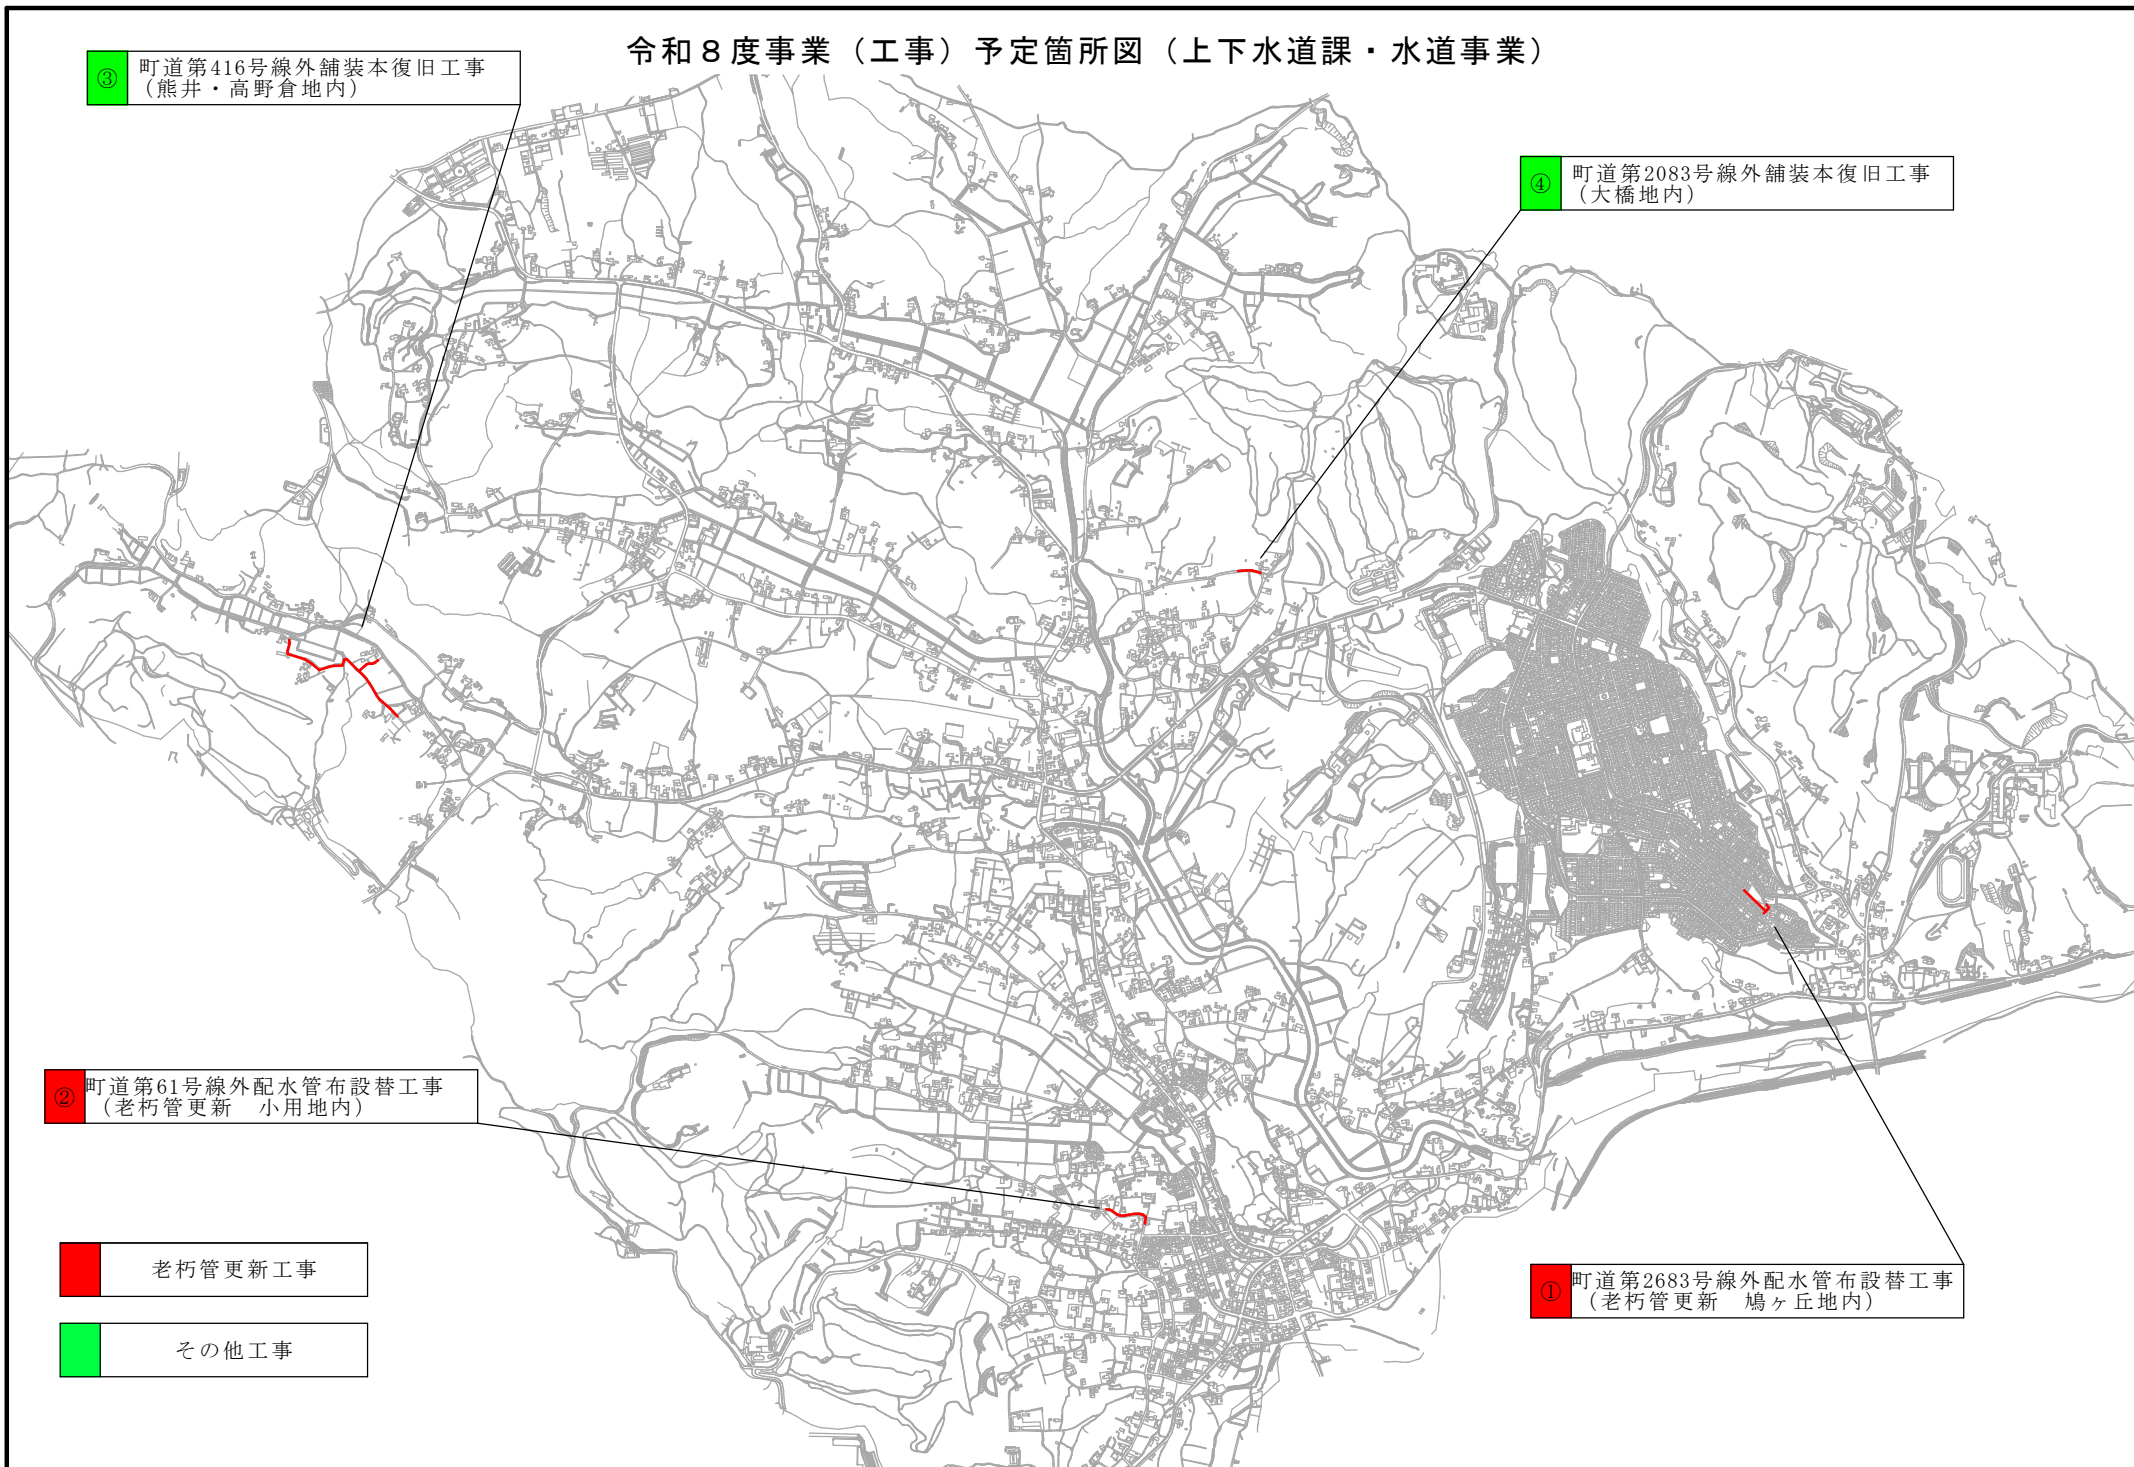 令和８度事業（工事）予定箇所図（上下水道課・水道事業）
③
町道第416号線外舗装本復旧工事
（熊井・高野倉地内）
④
町道第2083号線外舗装本復旧工事
（大橋地内）
②
町道第61号線外配水管布設替工事
（老朽管更新　小用地内）
①
町道第2683号線外配水管布設替工事
（老朽管更新　鳩ヶ丘地内）
老朽管更新工事
その他工事